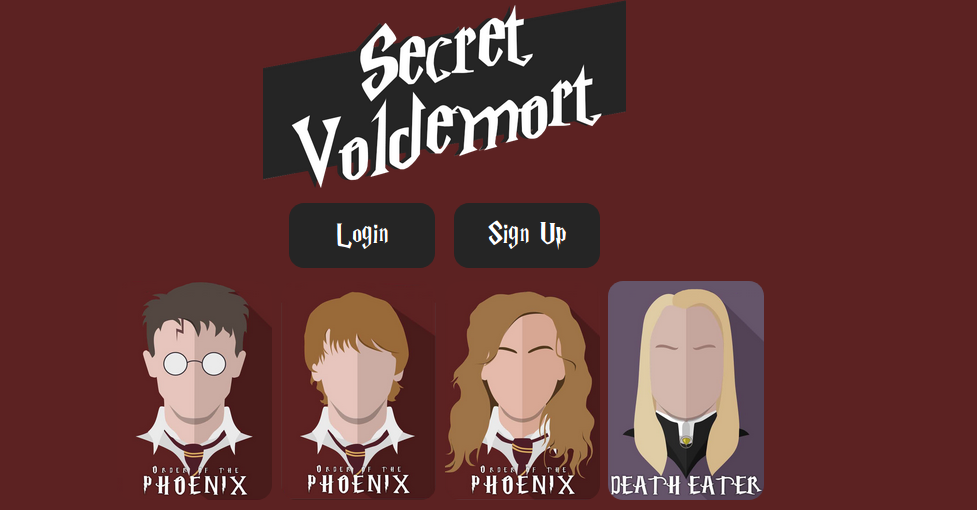 Secret
Voldemort
Login
Sign Up
ORDER OF THE
PHOENIX
ORDER OF THE
PHOENIX
ORDER OF THE
PHOENIX
DEATH EATER